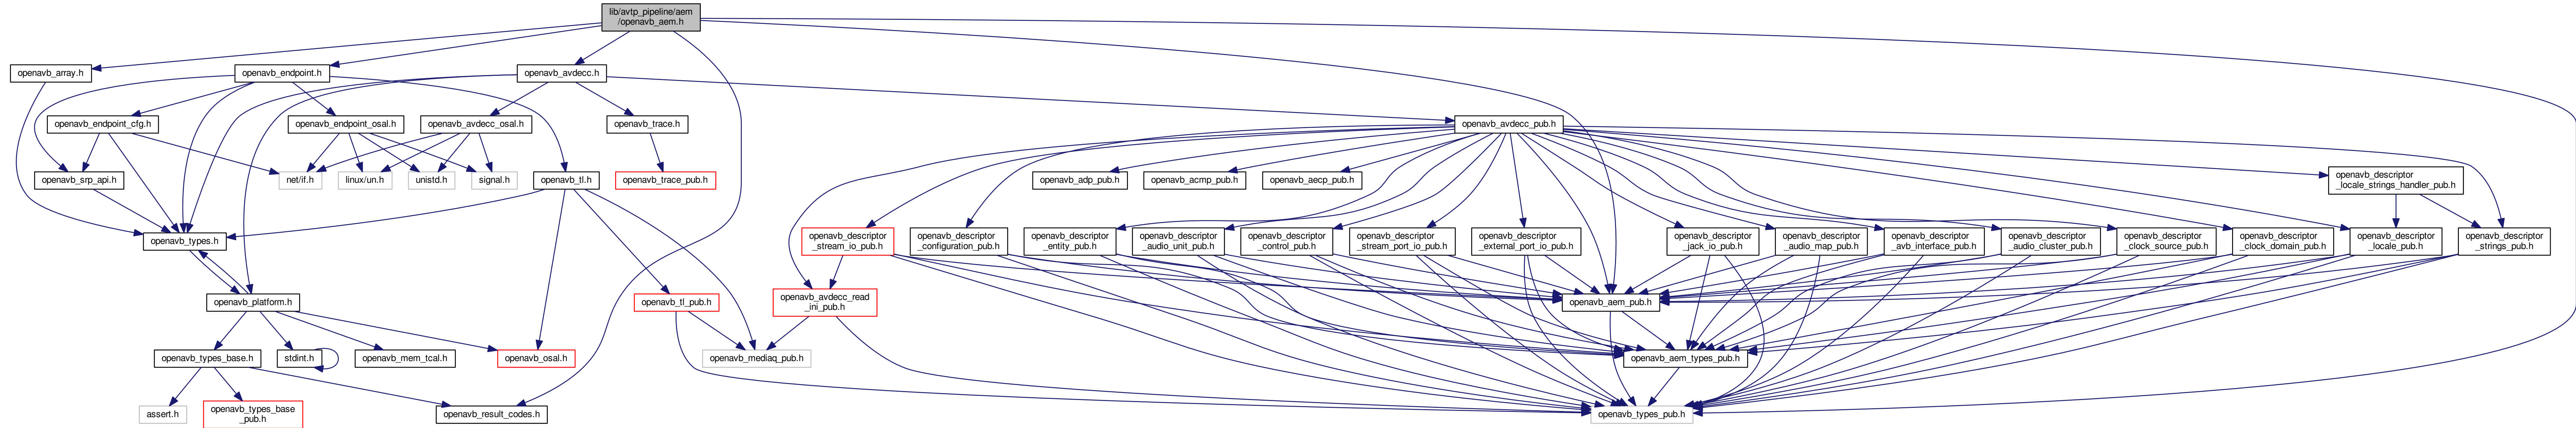 lib/avtp_pipeline/aem
/openavb_aem.h
openavb_array.h
openavb_endpoint.h
openavb_avdecc.h
openavb_endpoint_cfg.h
openavb_endpoint_osal.h
openavb_avdecc_osal.h
openavb_trace.h
openavb_avdecc_pub.h
openavb_srp_api.h
net/if.h
linux/un.h
unistd.h
signal.h
openavb_tl.h
openavb_trace_pub.h
openavb_adp_pub.h
openavb_acmp_pub.h
openavb_aecp_pub.h
openavb_descriptor
_locale_strings_handler_pub.h
openavb_types.h
openavb_descriptor
_stream_io_pub.h
openavb_descriptor
_configuration_pub.h
openavb_descriptor
_entity_pub.h
openavb_descriptor
_audio_unit_pub.h
openavb_descriptor
_control_pub.h
openavb_descriptor
_stream_port_io_pub.h
openavb_descriptor
_external_port_io_pub.h
openavb_descriptor
_jack_io_pub.h
openavb_descriptor
_audio_map_pub.h
openavb_descriptor
_avb_interface_pub.h
openavb_descriptor
_audio_cluster_pub.h
openavb_descriptor
_clock_source_pub.h
openavb_descriptor
_clock_domain_pub.h
openavb_descriptor
_locale_pub.h
openavb_descriptor
_strings_pub.h
openavb_platform.h
openavb_tl_pub.h
openavb_avdecc_read
_ini_pub.h
openavb_aem_pub.h
openavb_types_base.h
stdint.h
openavb_mem_tcal.h
openavb_osal.h
openavb_mediaq_pub.h
openavb_aem_types_pub.h
assert.h
openavb_types_base
_pub.h
openavb_result_codes.h
openavb_types_pub.h